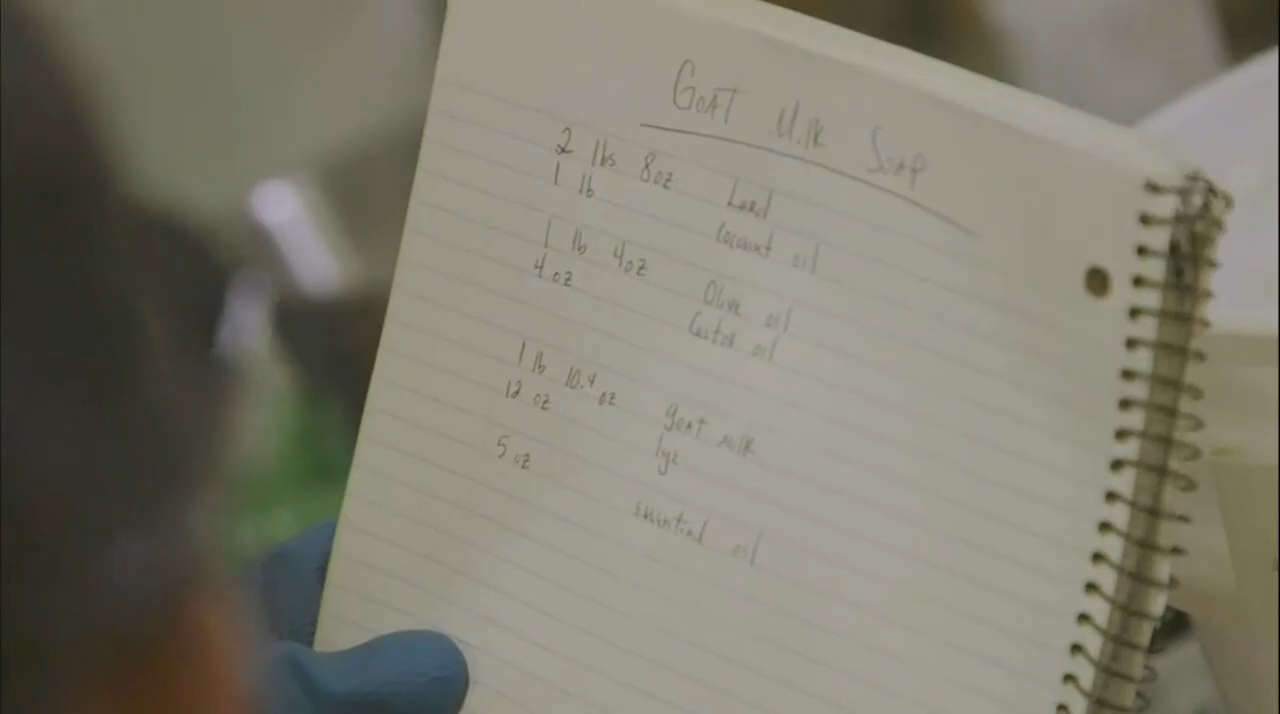 GOAT Milk SOAP
2 lbs 8oz Lard
1 lb coconut oil
1 lb 4oz Olive oil
4 oz Castor oil
1 lb 10.4 oz goat milk
12 oz lye
5 oz essential oil